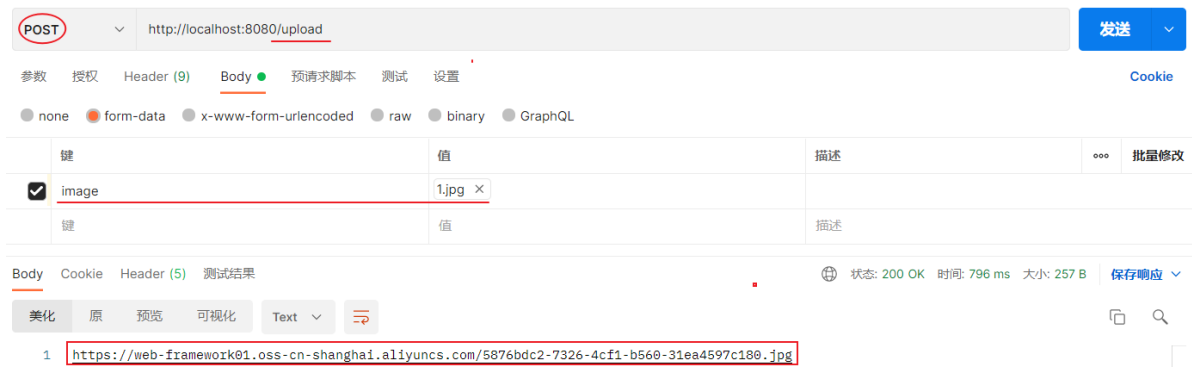 POST http://localhost:8080/upload 发送
参数 授权 Header (9) Body 预请求脚本 测试 设置 Cookie
none form-data x-www-form-urlencoded raw binary GraphQL
键 值 描述 ooo 批量修改
image 1.jpg ×
键 值 描述
Body Cookie Header (5) 测试结果 状态: 200 OK 时间: 796 ms 大小: 257 B 保存响应
美化 原 预览 可视化 Text
1 https://web-framework01.oss-cn-shanghai.aliyuncs.com/5876bdc2-7326-4cf1-b560-31ea4597c180.jpg